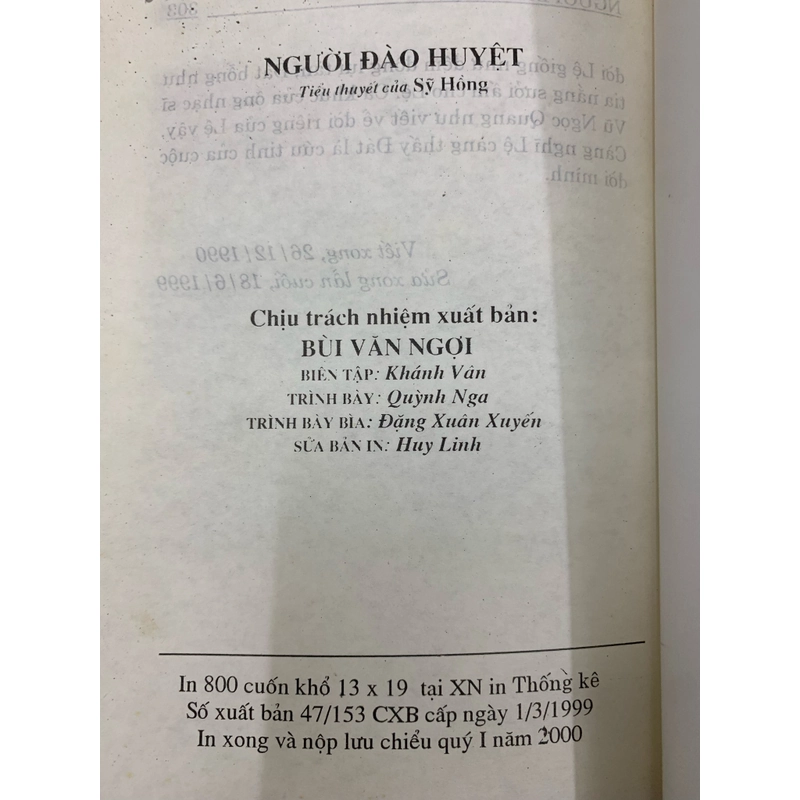 NGƯỜI ĐÀO HUYỆT
Tiểu thuyết của Sỹ Hồng
Chịu trách nhiệm xuất bản:
BÙI VĂN NGỢI
BIÊN TẬP: Khánh Vân
TRÌNH BÀY: Quỳnh Nga
TRÌNH BÀY BÌA: Đặng Xuân Xuyến
SỬA BẢN IN: Huy Linh
In 800 cuốn khổ 13 x 19 tại XN in Thống kê
Số xuất bản 47/153 CXB cấp ngày 1/3/1999
In xong và nộp lưu chiểu quý I năm 2000